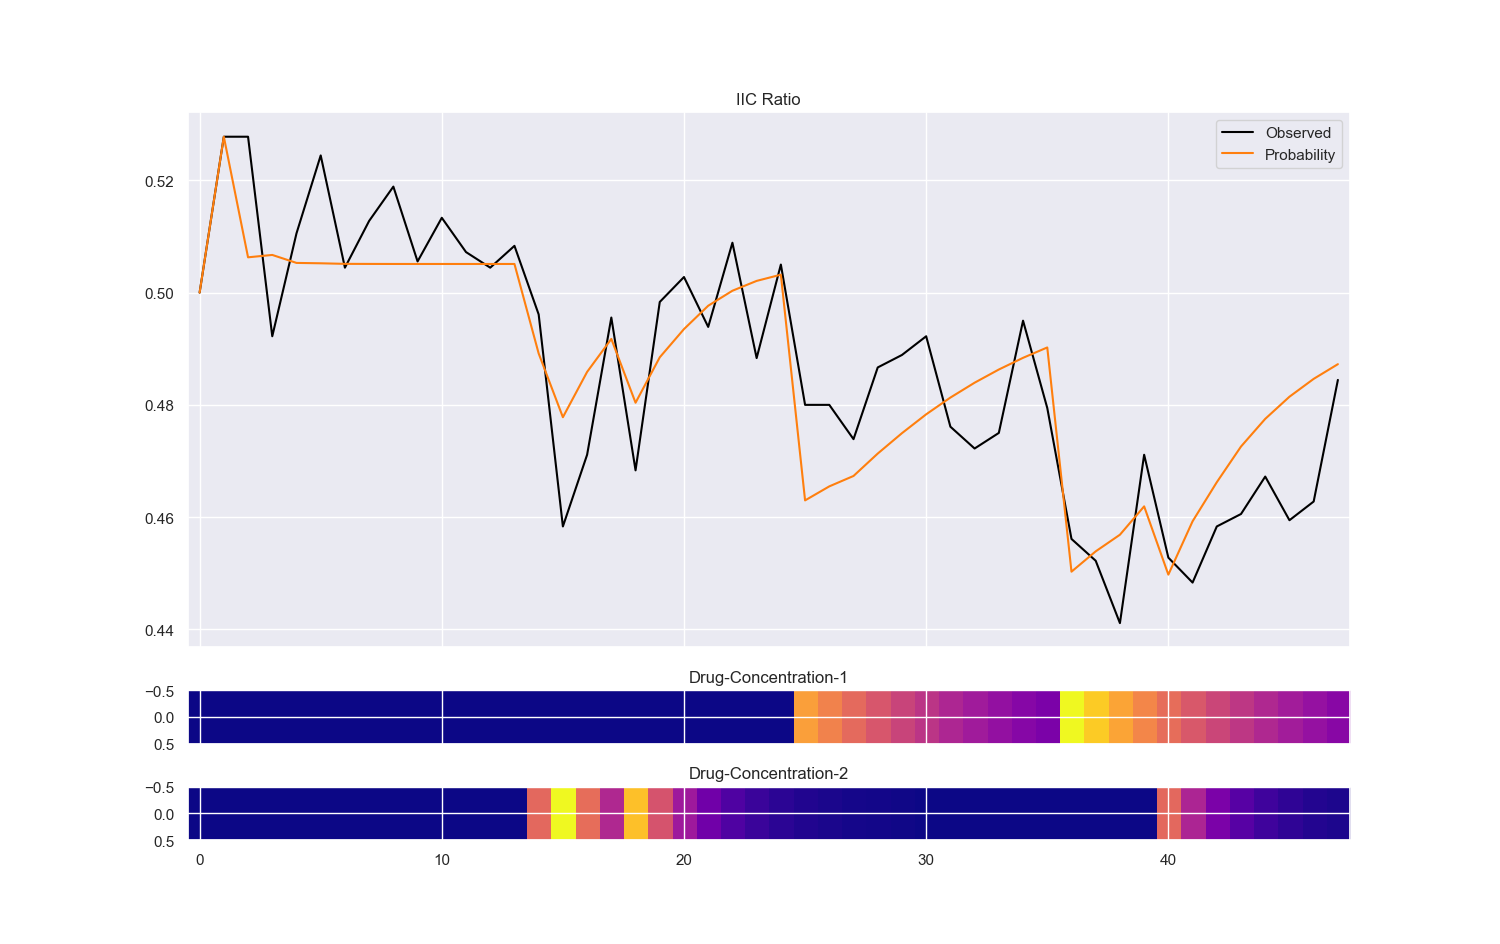 IIC Ratio
Observed
Probability
0.52
0.50
0.48
0.46
0.44
Drug-Concentration-1
−0.5
0.0
0.5
Drug-Concentration-2
−0.5
0.0
0.5
0 10 20 30 40